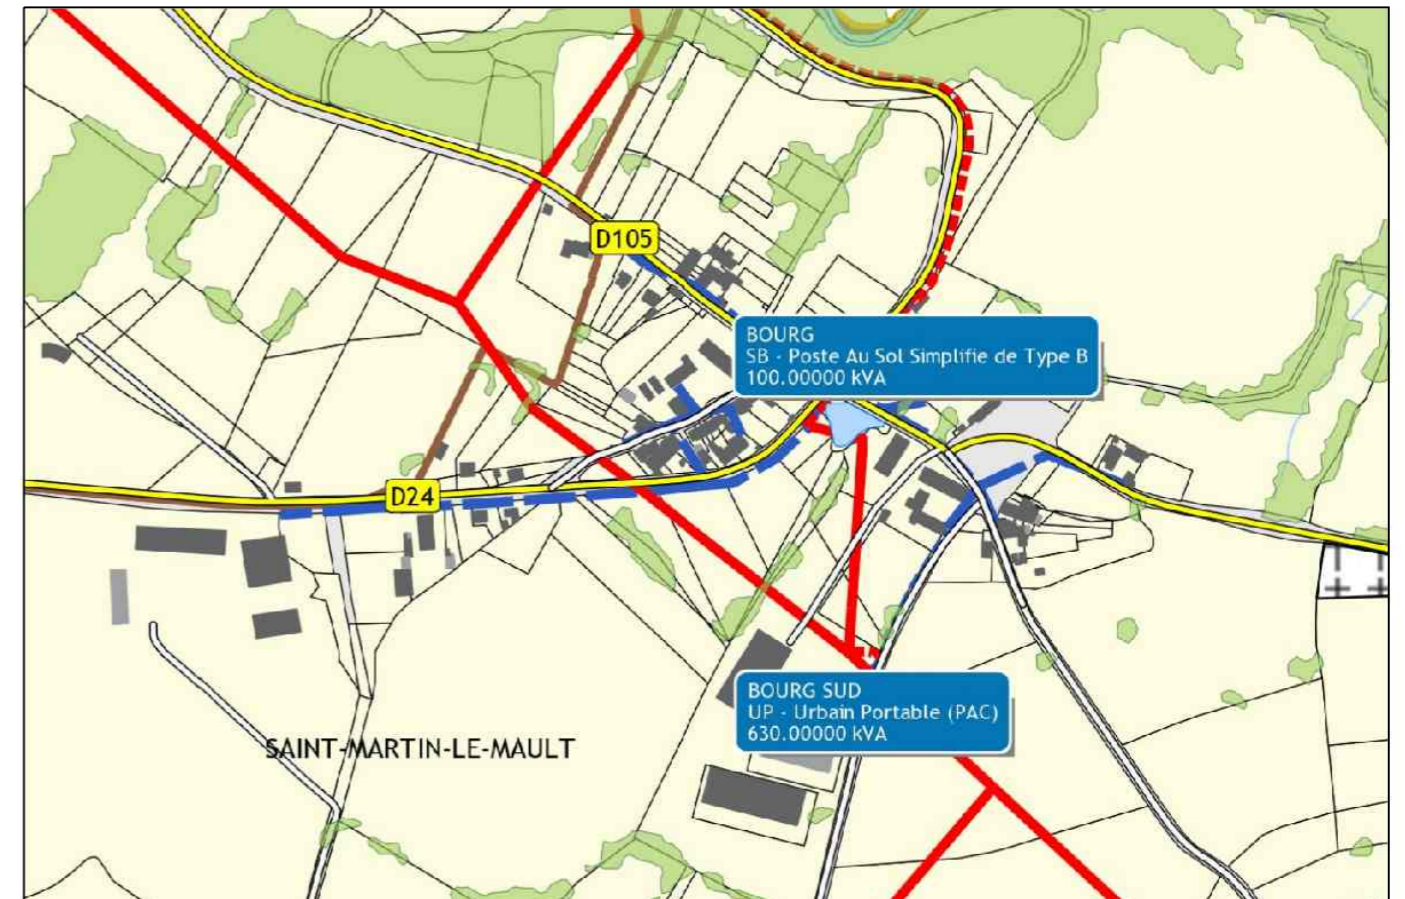 D105
BOURG
SB - Poste Au Sol Simplifie de Type B
100.00000 kVA
D24
BOURG SUD
UP - Urbain Portable (PAC)
630.00000 kVA
SAINT-MARTIN-LE-MAULT